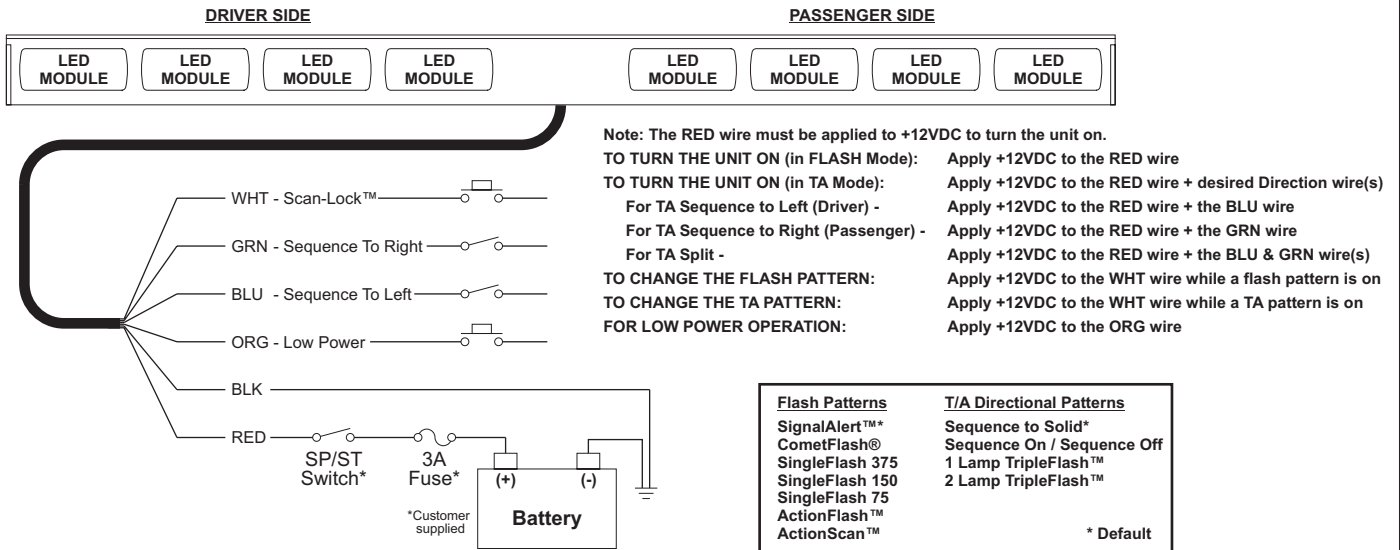 DRIVER SIDE
PASSENGER SIDE
LED MODULE
LED MODULE
LED MODULE
LED MODULE
LED MODULE
LED MODULE
LED MODULE
LED MODULE
Note: The RED wire must be applied to +12VDC to turn the unit on.
TO TURN THE UNIT ON (in FLASH Mode): Apply +12VDC to the RED wire
TO TURN THE UNIT ON (in TA Mode): Apply +12VDC to the RED wire + desired Direction wire(s)
For TA Sequence to Left (Driver) - Apply +12VDC to the RED wire + the BLU wire
For TA Sequence to Right (Passenger) - Apply +12VDC to the RED wire + the GRN wire
For TA Split - Apply +12VDC to the RED wire + the BLU & GRN wire(s)
TO CHANGE THE FLASH PATTERN: Apply +12VDC to the WHT wire while a flash pattern is on
TO CHANGE THE TA PATTERN: Apply +12VDC to the WHT wire while a TA pattern is on
FOR LOW POWER OPERATION: Apply +12VDC to the ORG wire
WHT - Scan-Lock™
GRN - Sequence To Right
BLU - Sequence To Left
ORG - Low Power
BLK
RED
SP/ST
Switch*
3A
Fuse*
(+)
(-)
*Customer
supplied
Battery
Flash Patterns
SignalAlert™*
CometFlash®
SingleFlash 375
SingleFlash 150
SingleFlash 75
ActionFlash™
ActionScan™
T/A Directional Patterns
Sequence to Solid*
Sequence On / Sequence Off
1 Lamp TripleFlash™
2 Lamp TripleFlash™
* Default